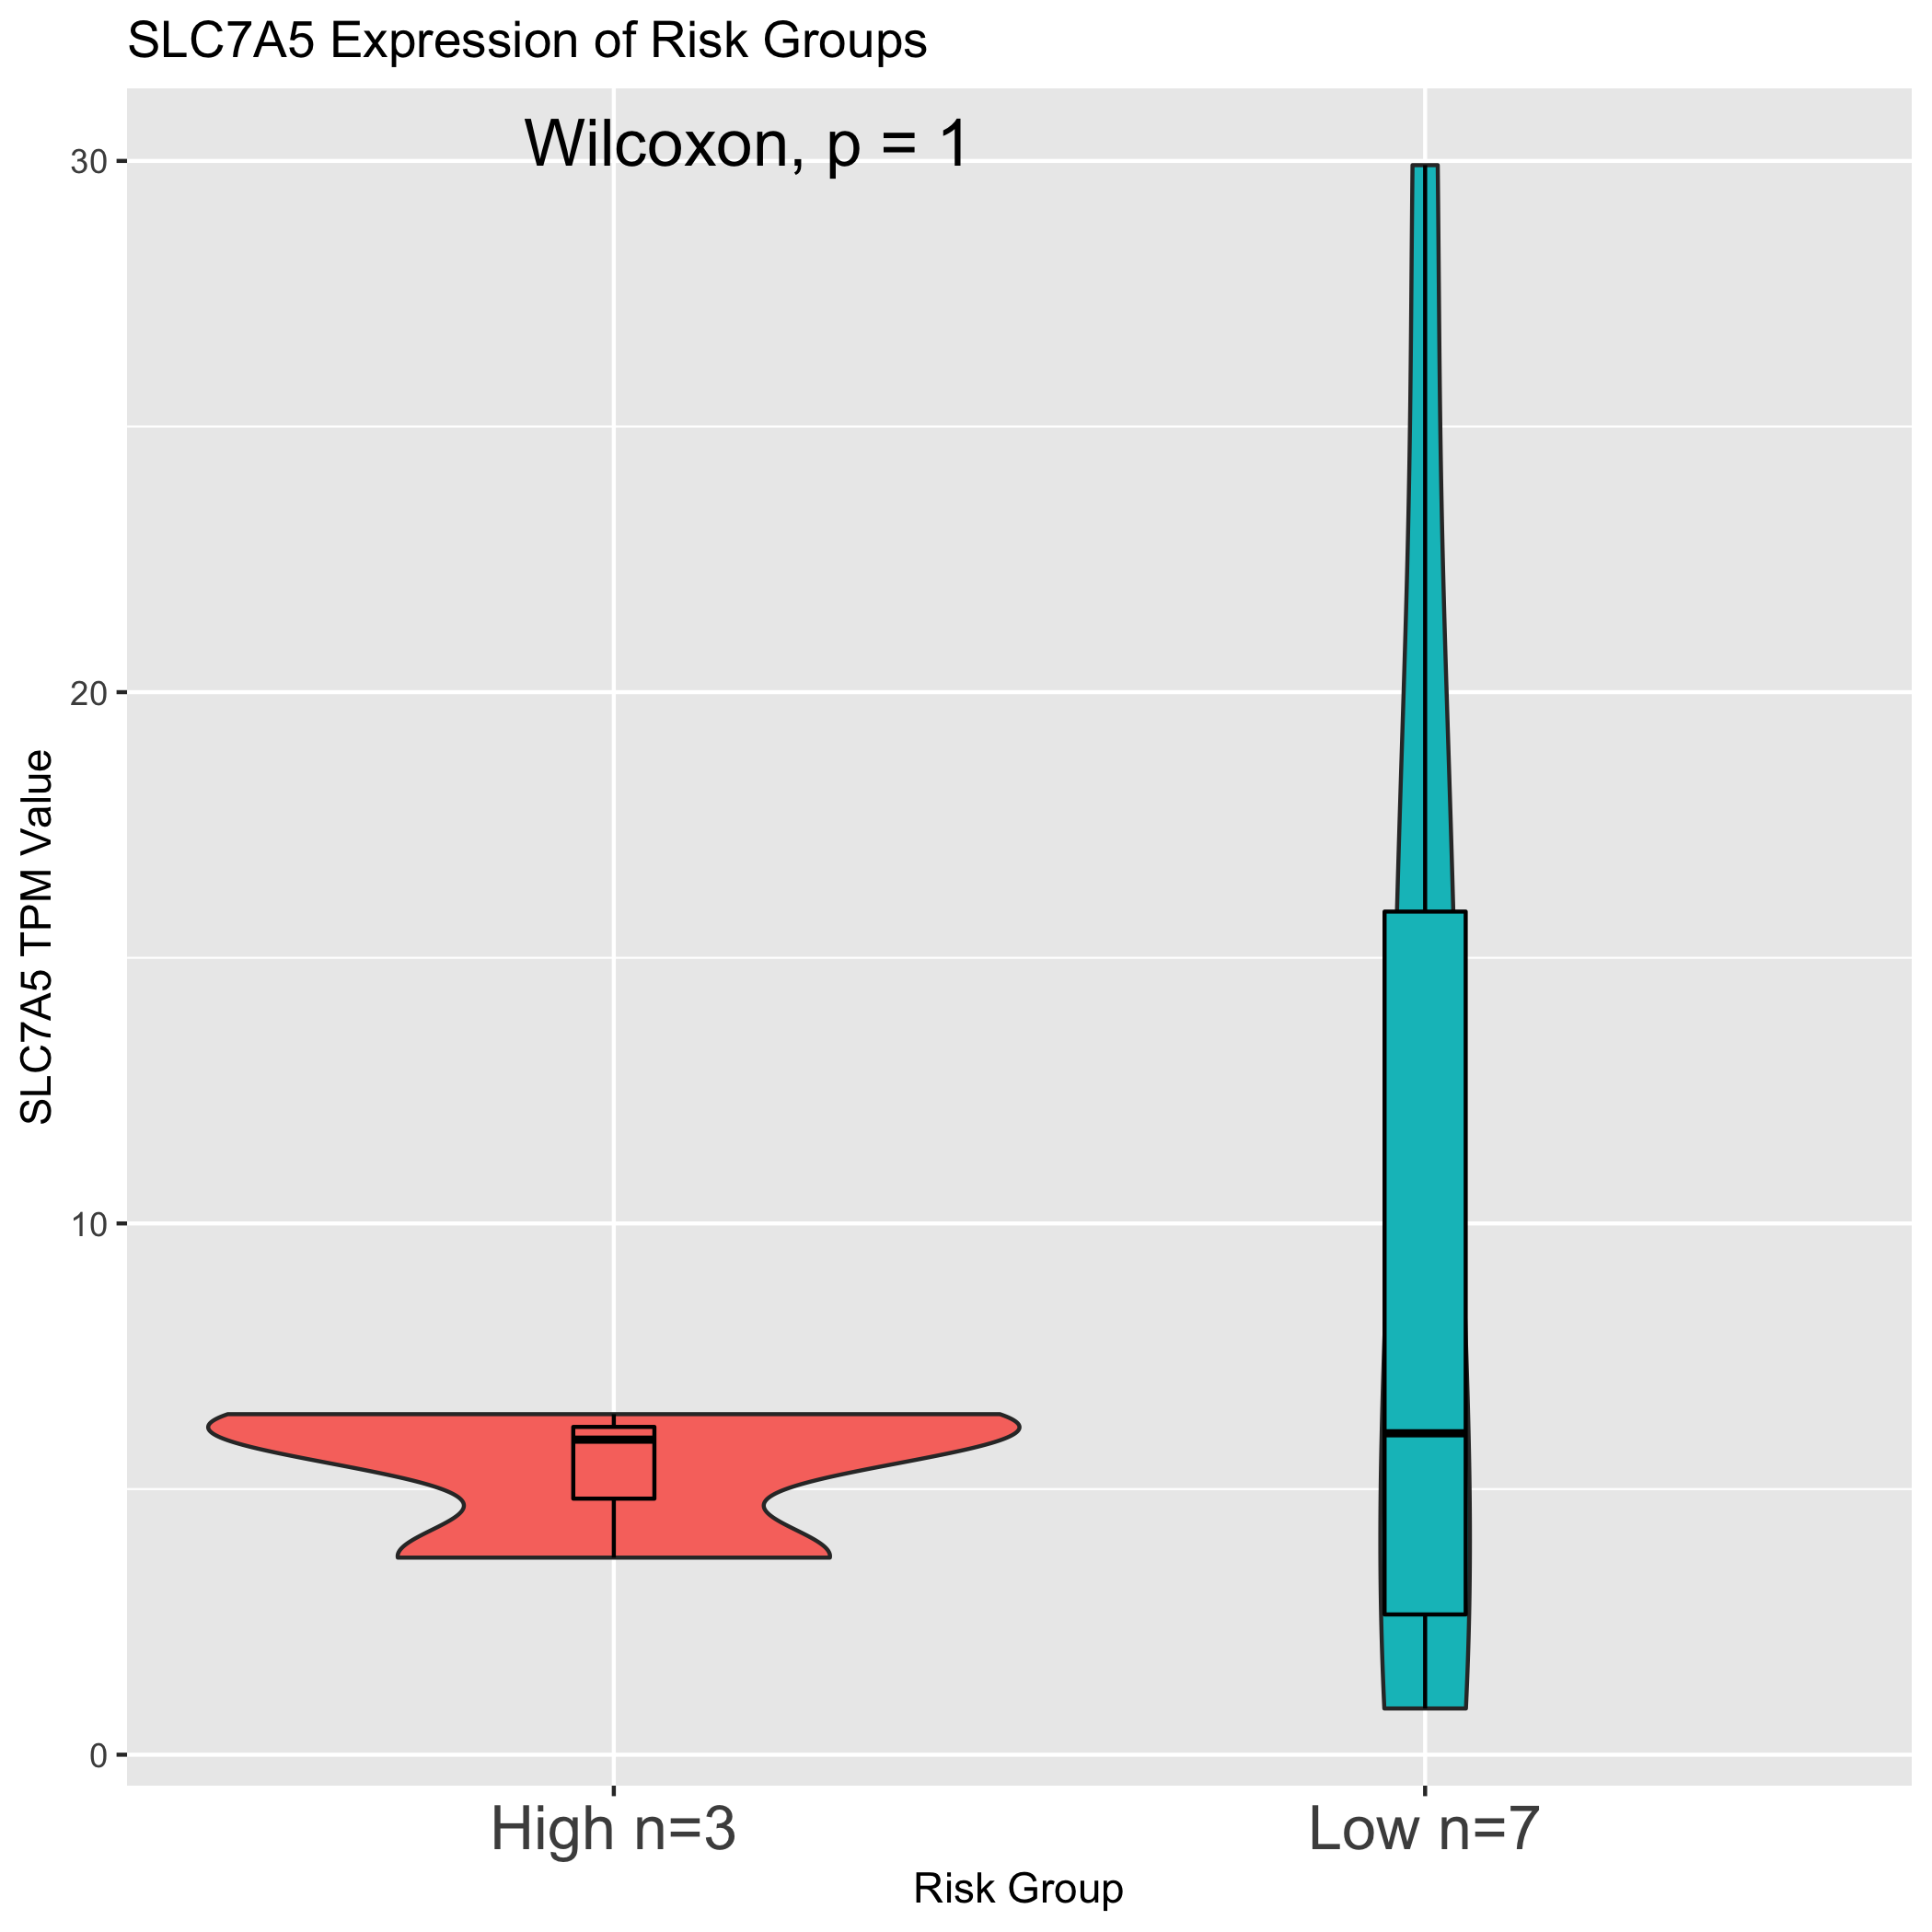 SLC7A5 Expression of Risk Groups
Wilcoxon, p = 1
30
20
10
0
SLC7A5 TPM Value
High n=3
Low n=7
Risk Group